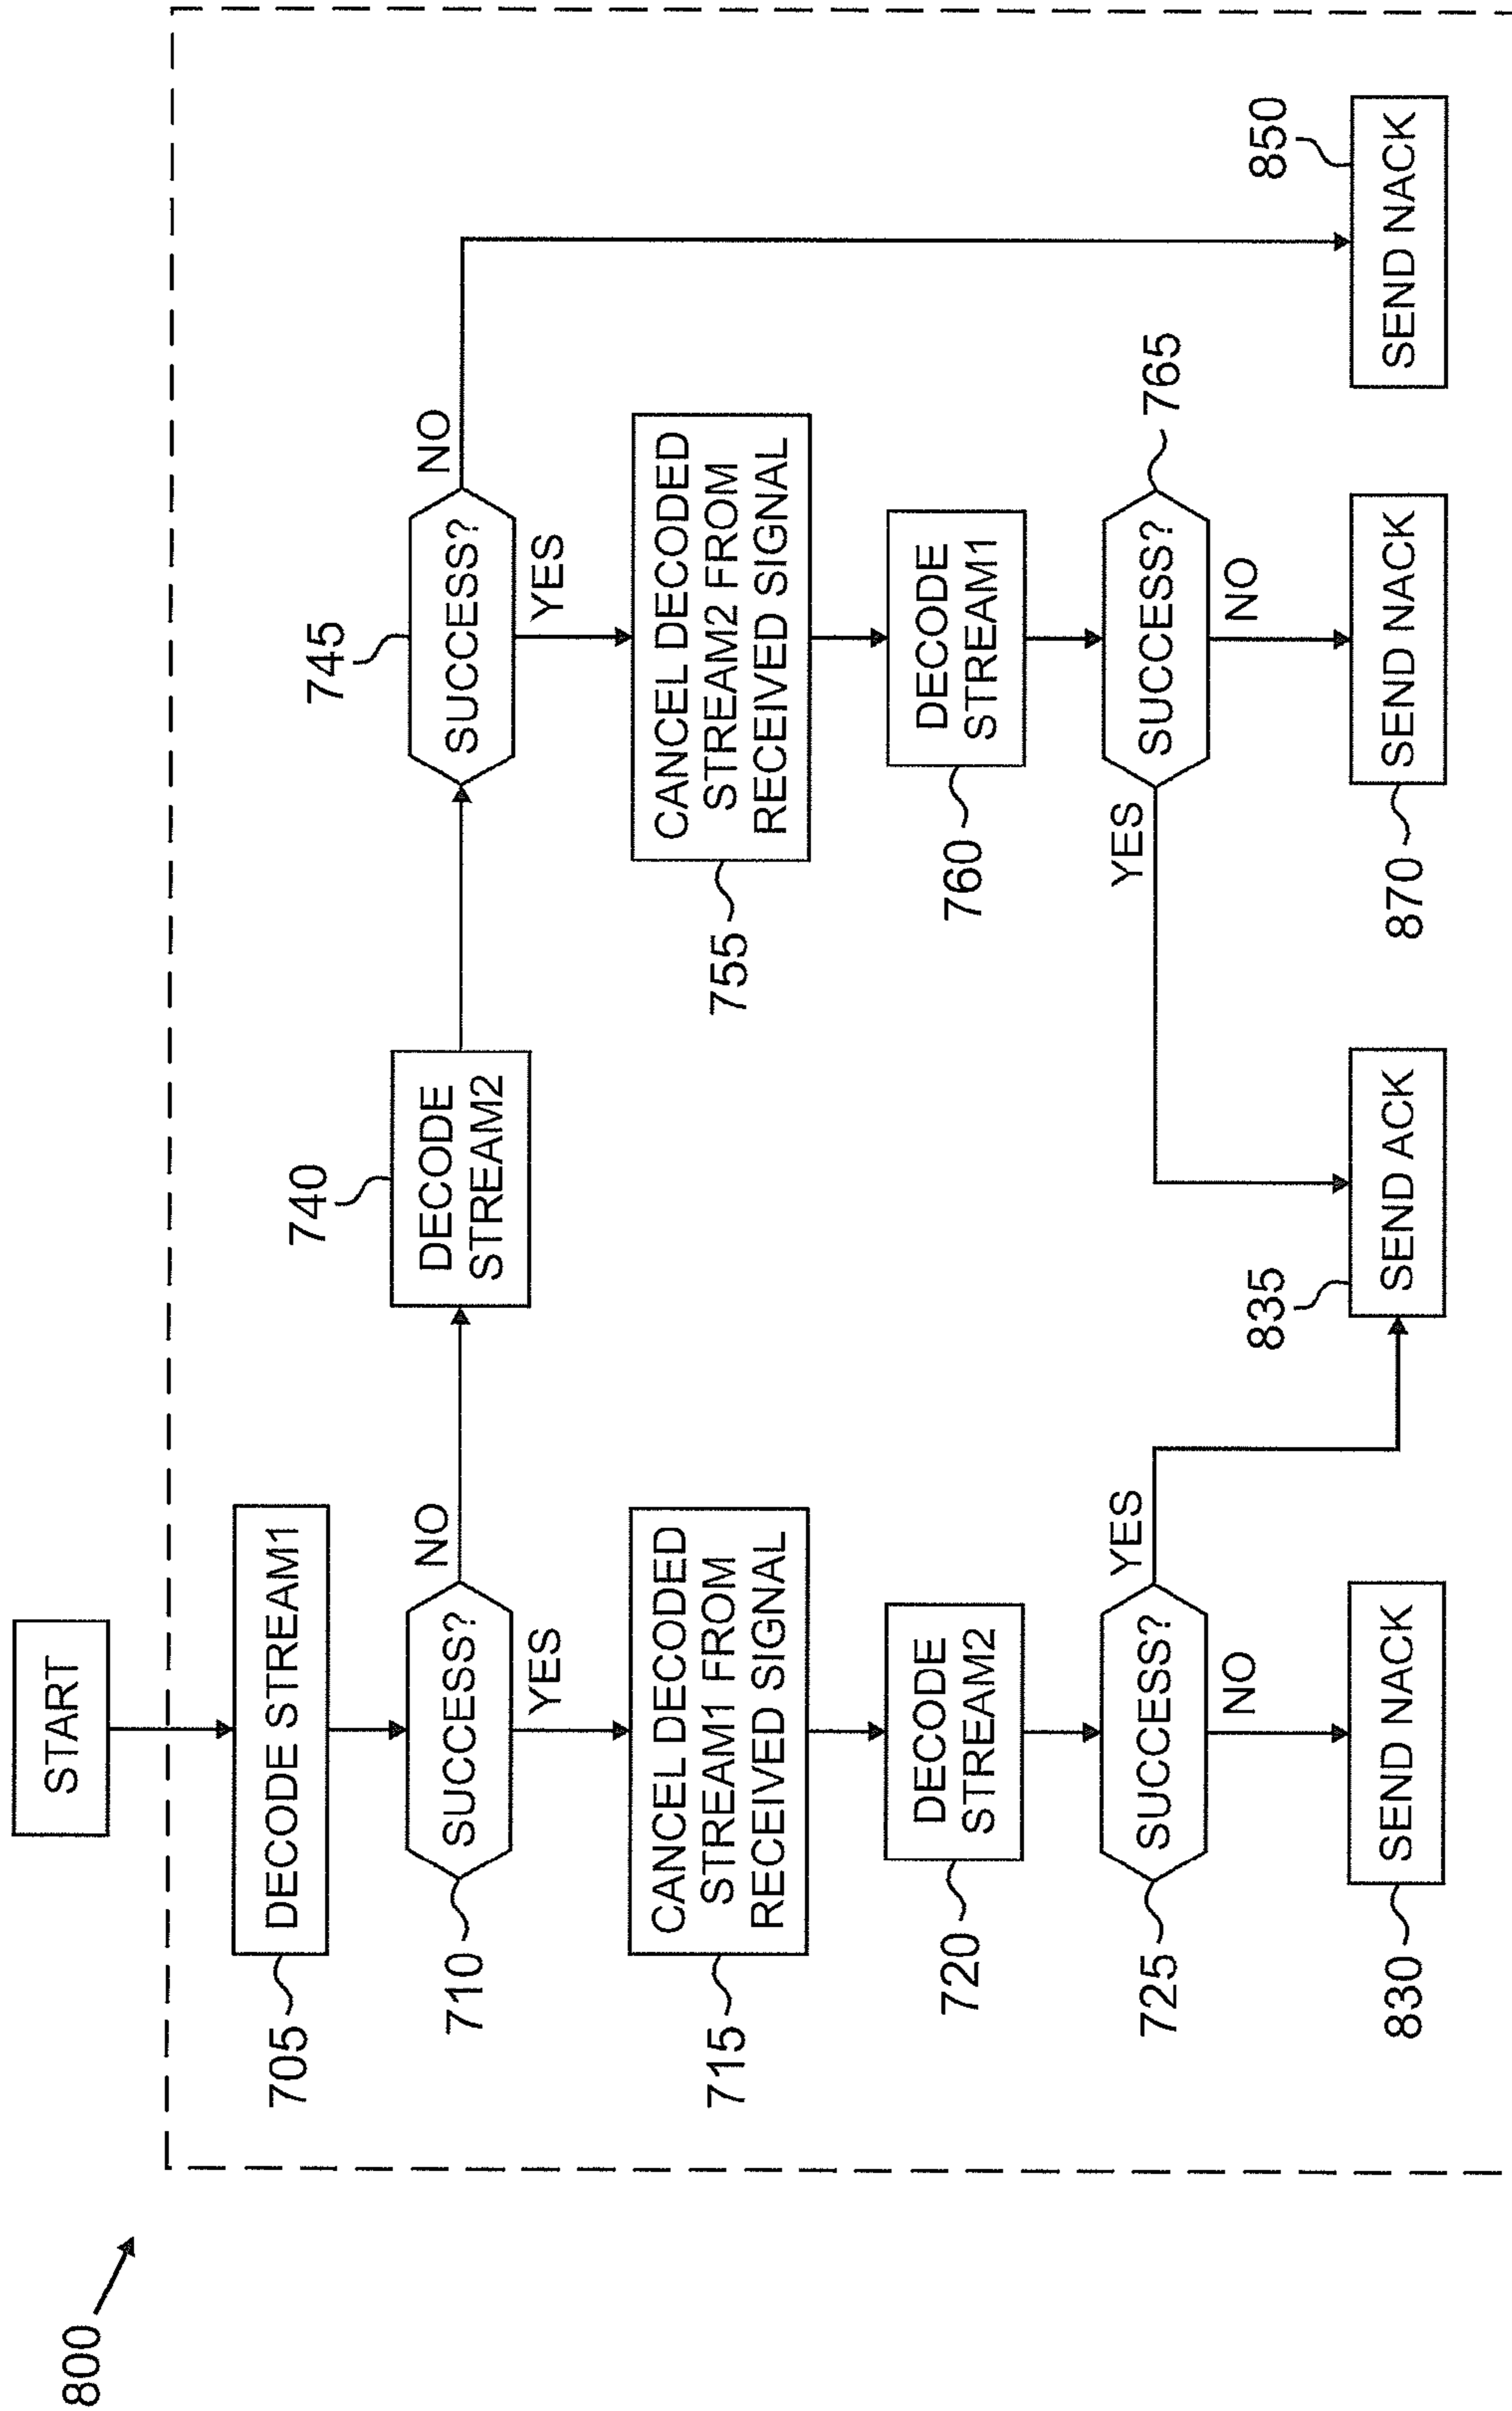 800
START
705
DECODE STREAM1
710
SUCCESS?
NO
YES
740
DECODE
STREAM2
745
SUCCESS?
NO
YES
715
CANCEL DECODED
STREAM1 FROM
RECEIVED SIGNAL
755
CANCEL DECODED
STREAM2 FROM
RECEIVED SIGNAL
720
DECODE
STREAM2
760
DECODE
STREAM1
725
SUCCESS?
YES
NO
YES
SUCCESS?
765
NO
830
SEND NACK
835
SEND ACK
870
SEND NACK
850
SEND NACK